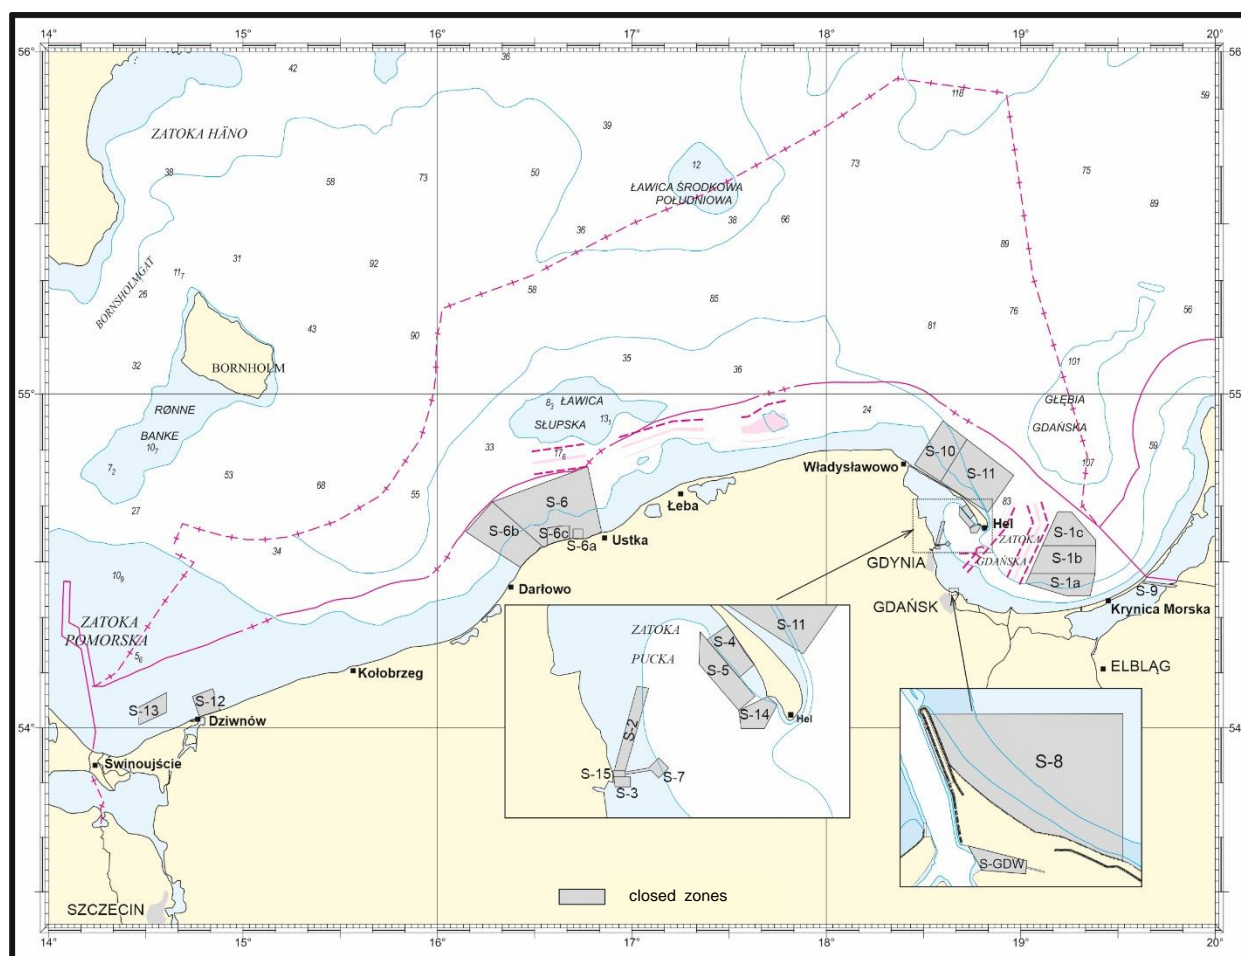 14°
15°
16°
17°
18°
19°
20°
56°
56°
42
36
118
59
ZATOKA HÄNO
39
38
58
73
50
12
73
75
ŁAWICA ŚRODKOWA
POŁUDNIOWA
89
38
66
36
89
BORNSHOLMGAT
11₇
31
92
26
58
85
76
56
43
90
81
32
35
36
101
BORNHOLM
55°
55°
RØNNE
BANKE
10₇
8₃
ŁAWICA
SŁUPSKA
13₁
24
GŁĘBIA
GDAŃSKA
59
33
17₆
Władysławowo
S-10
S-11
107
7₂
53
68
55
83
27
S-6
Łeba
Hel
34
S-6b
S-6c
S-6a
Ustka
ZATOKA
GDAŃSKA
S-1c
S-1b
S-1a
10₉
Darłowo
GDYNIA
S-9
GDAŃSK
Krynica Morska
ZATOKA
POMORSKA
5₆
Kołobrzeg
ELBLĄG
S-13
S-12
Dziwnów
54°
54°
Świnoujście
SZCZECIN
ZATOKA
PUCKA
S-4
S-11
S-5
S-14
Hel
S-2
S-15
S-3
S-7
S-8
S-GDW
closed zones
14°
15°
16°
17°
18°
19°
20°